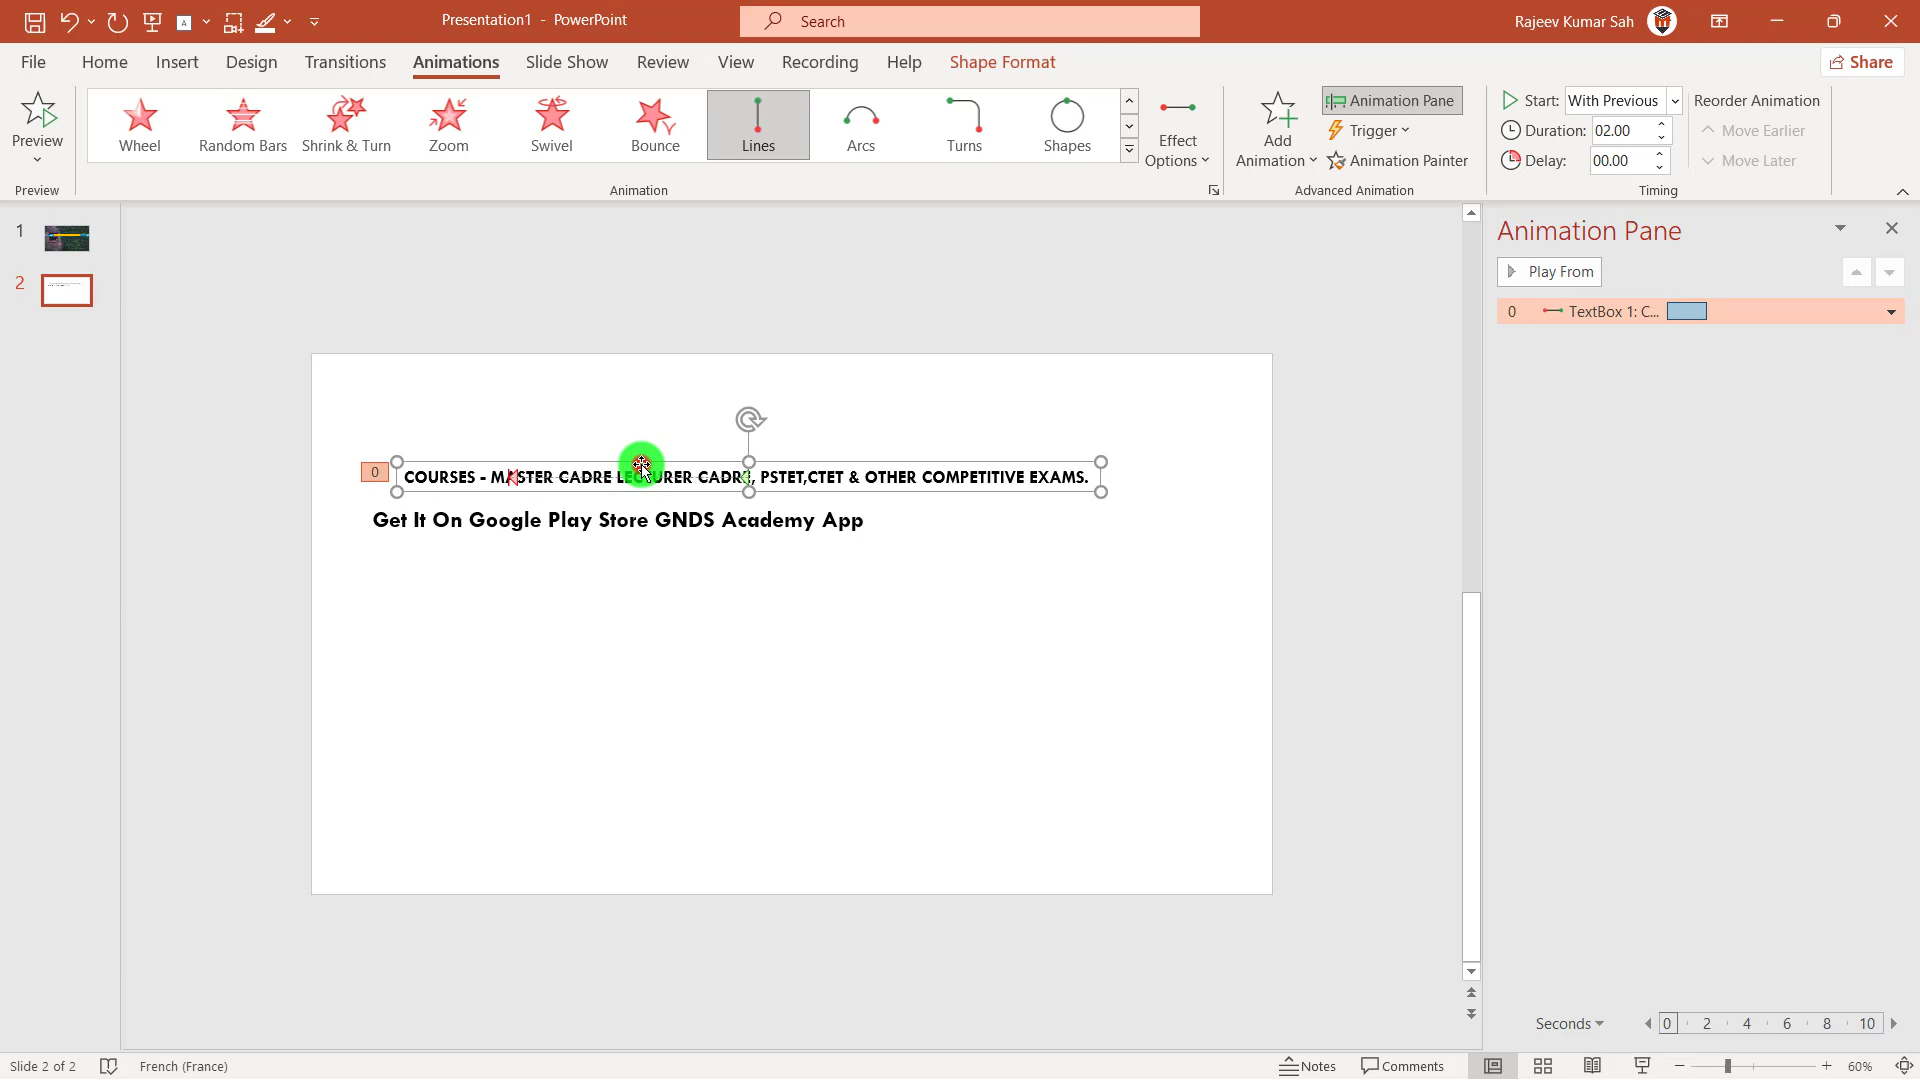 Presentation1 - PowerPoint
Search
Rajeev Kumar Sah
File Home Insert Design Transitions Animations Slide Show Review View Recording Help Shape Format
Share
Preview
Wheel Random Bars Shrink & Turn Zoom Swivel Bounce Lines Arcs Turns Shapes
Effect
Options
Add
Animation
Animation Pane
Trigger
Animation Painter
Start: With Previous
Duration: 02.00
Delay: 00.00
Reorder Animation
Move Earlier
Move Later
Preview
Animation
Advanced Animation
Timing
1
2
0
COURSES - MASTER CADRE LECTURER CADRE, PSTET,CTET & OTHER COMPETITIVE EXAMS.
Get It On Google Play Store GNDS Academy App
Animation Pane
Play From
0 TextBox 1: C...
Seconds 0 2 4 6 8 10
Slide 2 of 2 French (France) Notes Comments 60%